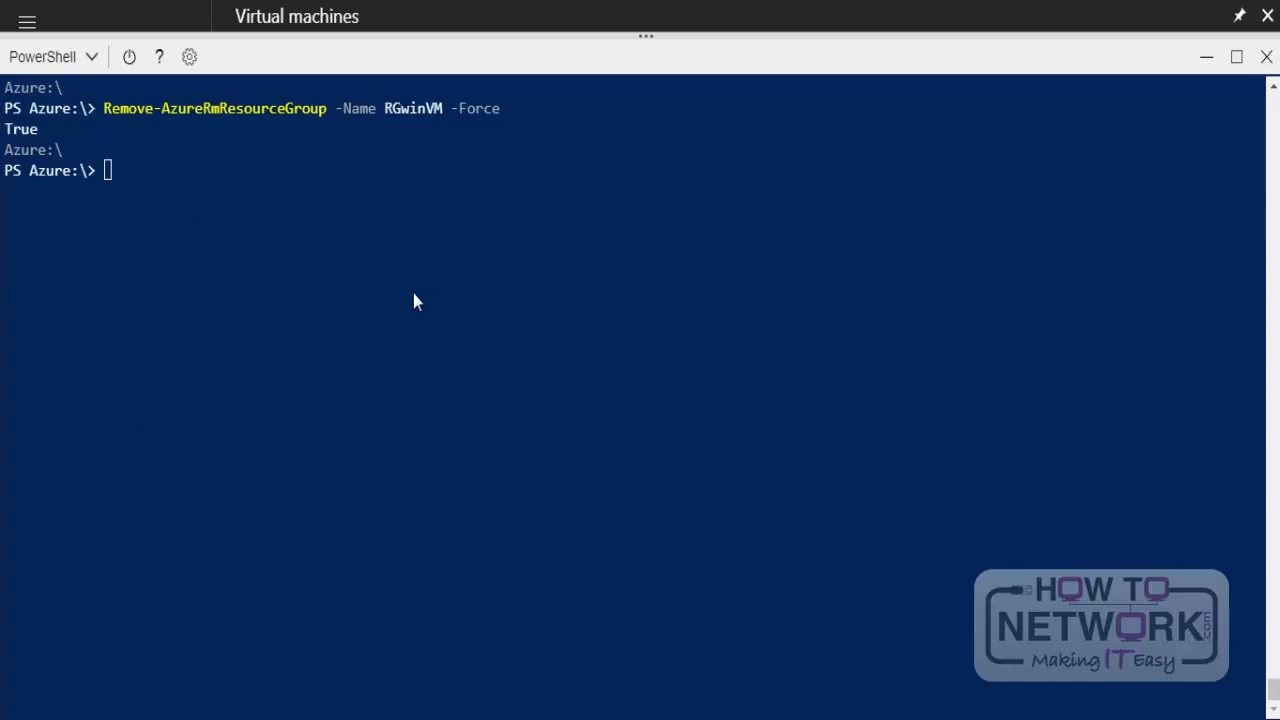 Virtual machines
PowerShell
?
Azure:\
PS Azure:\> Remove-AzureRmResourceGroup -Name RGwinVM -Force
True
Azure:\
PS Azure:\>
HOW TO
NETWORK.com
Making IT Easy